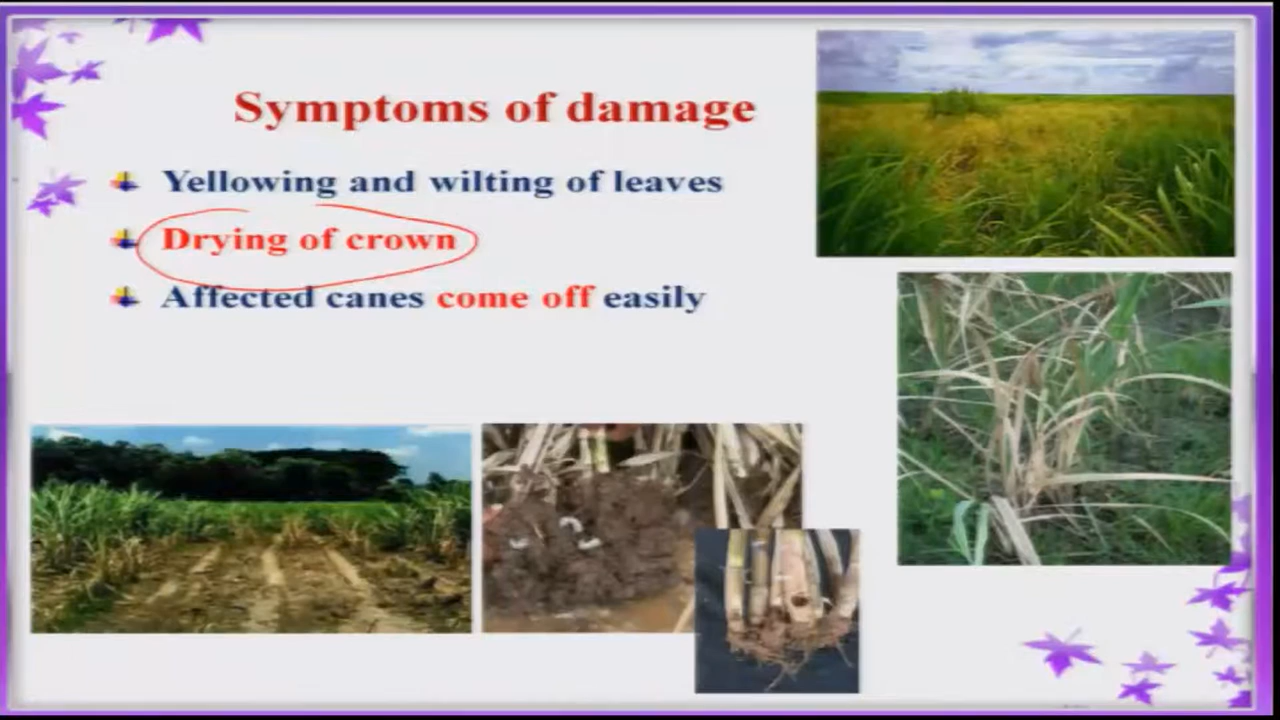 Symptoms of damage
Yellowing and wilting of leaves
Drying of crown
Affected canes come off easily